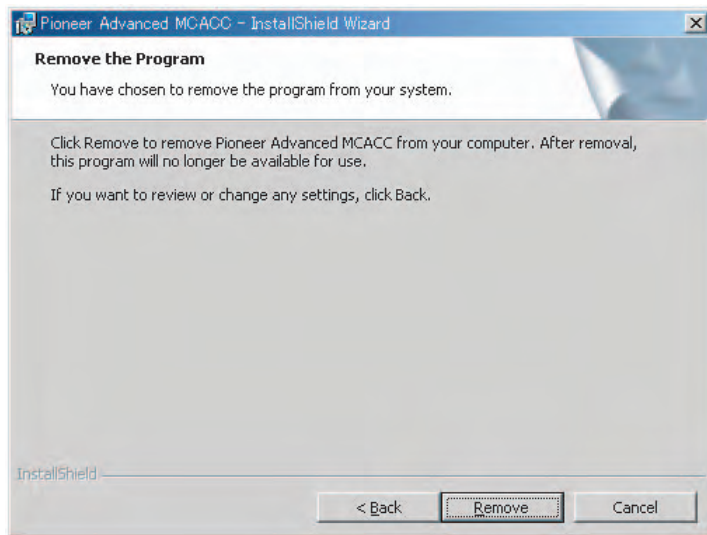 Pioneer Advanced MCACC - InstallShield Wizard
Remove the Program
You have chosen to remove the program from your system.
Click Remove to remove Pioneer Advanced MCACC from your computer. After removal,
this program will no longer be available for use.
If you want to review or change any settings, click Back.
InstallShield
< Back
Remove
Cancel